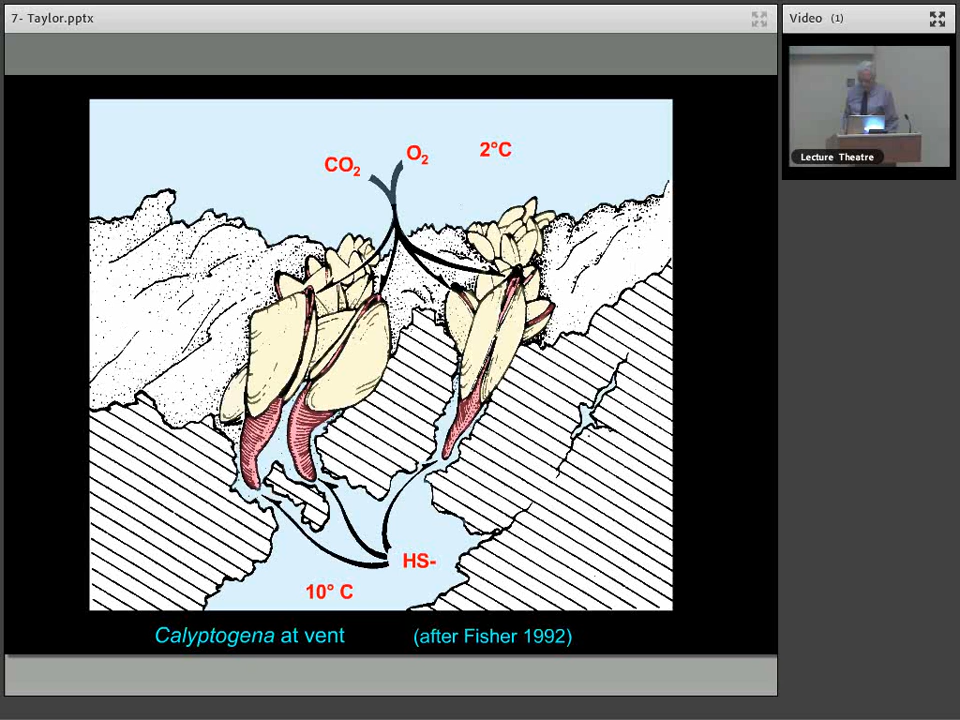 7- Taylor.pptx
Video (1)
Lecture Theatre
CO2
O2
2°C
HS-
10° C
Calyptogena at vent
(after Fisher 1992)